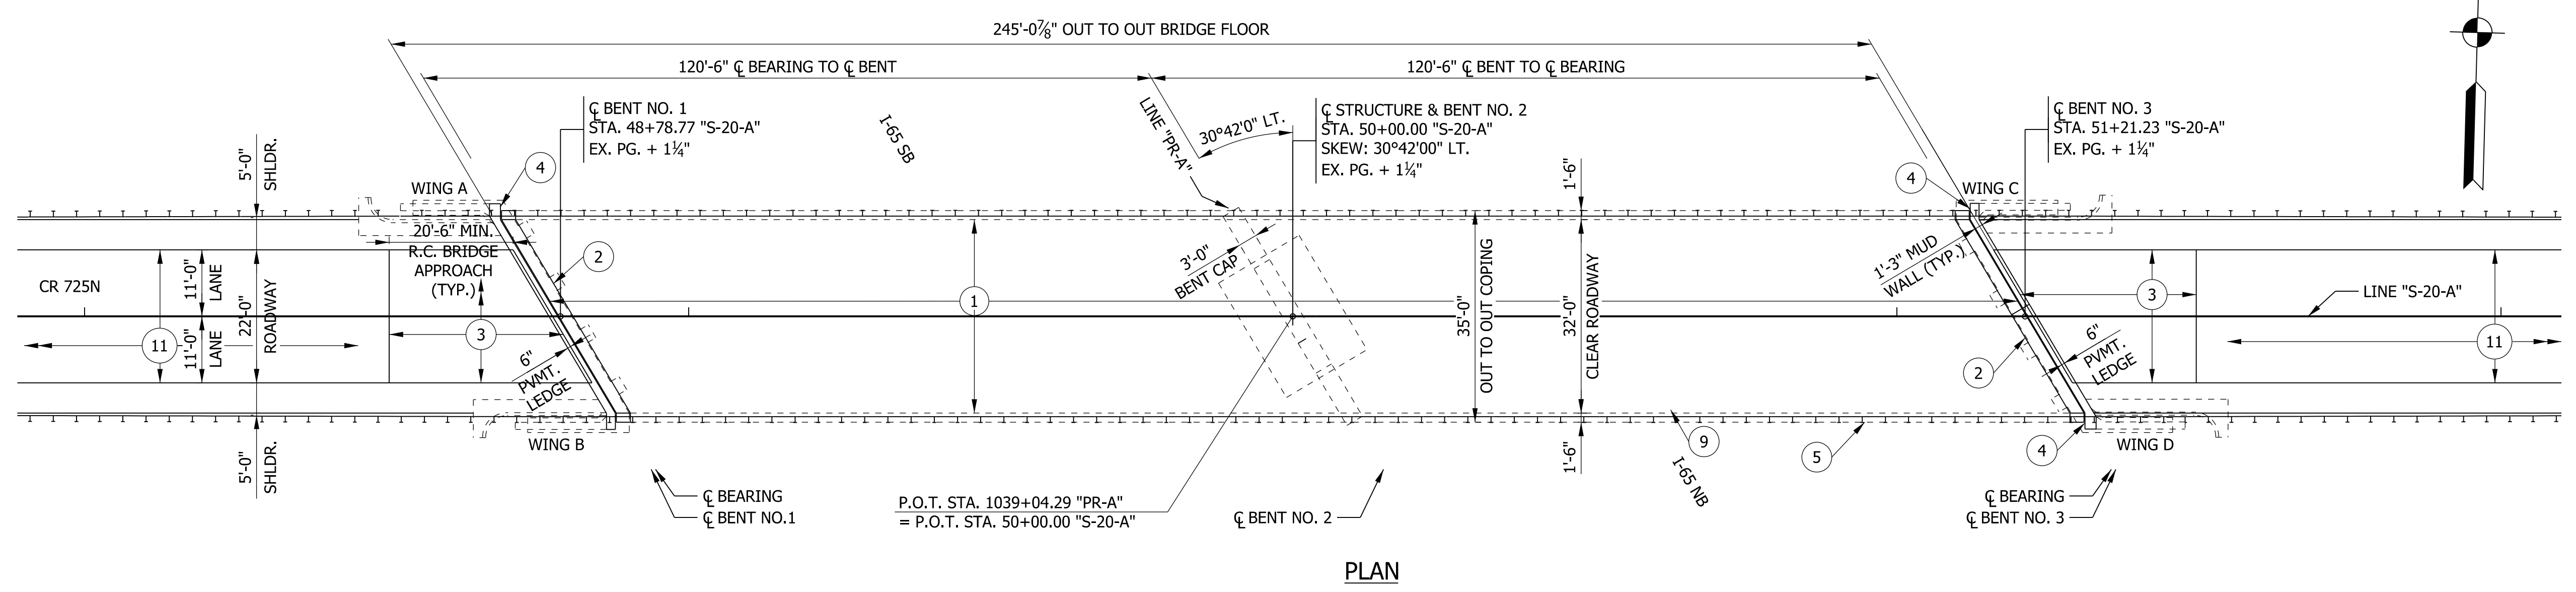 245'-0⅞" OUT TO OUT BRIDGE FLOOR
120'-6" ℄ BEARING TO ℄ BENT
120'-6" ℄ BENT TO ℄ BEARING
℄ BENT NO. 1
STA. 48+78.77 "S-20-A"
EX. PG. + 1¼"
I-65 SB
LINE "PR-A"
30°42'0" LT.
℄ STRUCTURE & BENT NO. 2
STA. 50+00.00 "S-20-A"
SKEW: 30°42'00" LT.
EX. PG. + 1¼"
℄ BENT NO. 3
STA. 51+21.23 "S-20-A"
EX. PG. + 1¼"
5'-0"
SHLDR.
WING A
4
1'-6"
4
WING C
20'-6" MIN.
R.C. BRIDGE
APPROACH
(TYP.)
2
3'-0"
BENT CAP
1'-3" MUD
WALL (TYP.)
CR 725N
11'-0"
LANE
22'-0"
ROADWAY
11'-0"
LANE
1
35'-0"
OUT TO OUT COPING
32'-0"
CLEAR ROADWAY
3
LINE "S-20-A"
11
3
6"
PVMT.
LEDGE
2
6"
PVMT.
LEDGE
11
5'-0"
SHLDR.
WING B
9
5
4
WING D
1'-6"
I-65 NB
℄ BEARING
℄ BENT NO.1
P.O.T. STA. 1039+04.29 "PR-A"
= P.O.T. STA. 50+00.00 "S-20-A"
℄ BENT NO. 2
℄ BEARING
℄ BENT NO. 3
PLAN